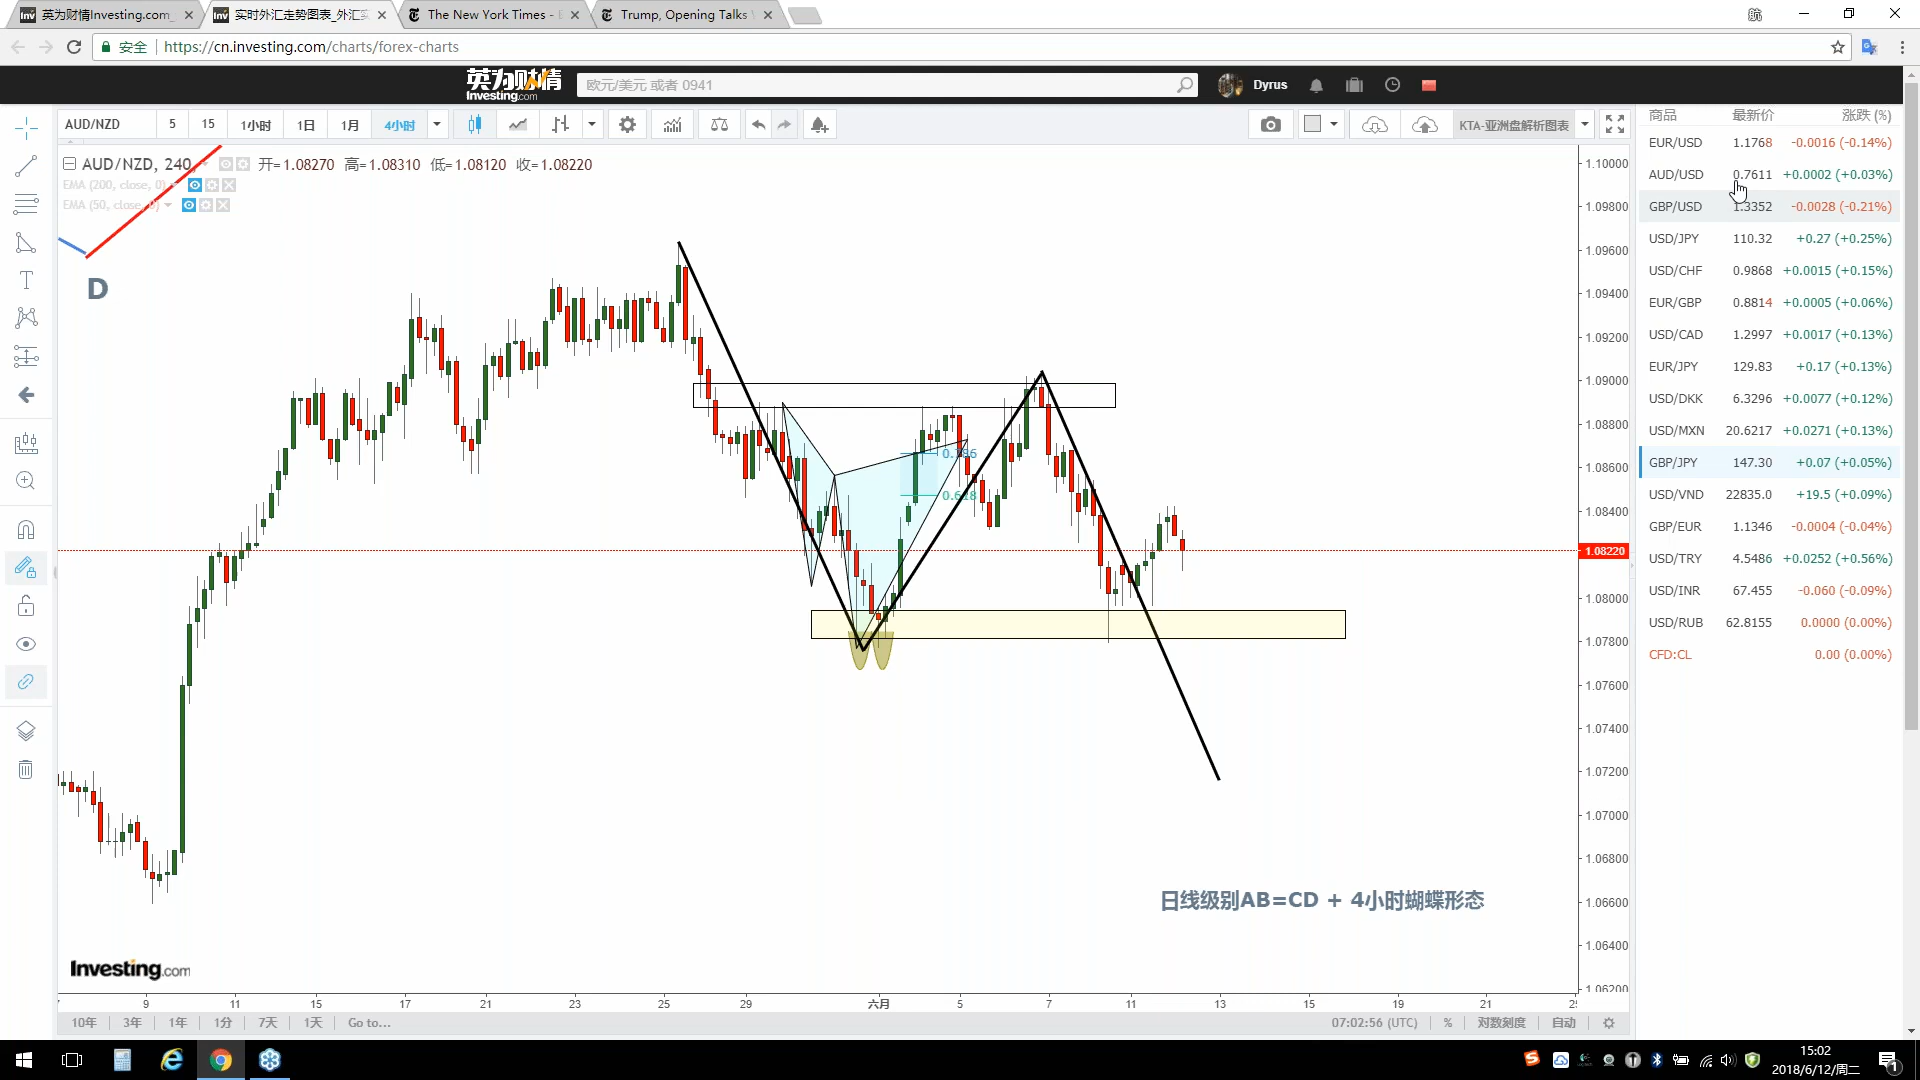 英为财情Investing.com
实时外汇走势图表_外汇实
The New York Times -
Trump, Opening Talks
航
安全 https://cn.investing.com/charts/forex-charts
英为财情
Investing.com
欧元/美元 或者 0941
Dyrus
AUD/NZD 5 15 1小时 1日 1月 4小时
KTA-亚洲盘解析图表
AUD/NZD, 240 开=1.08270 高=1.08310 低=1.08120 收=1.08220
EMA (200, close, 0)
EMA (50, close, 0)
D
0.786
0.618
日线级别AB=CD + 4小时蝴蝶形态
Investing.com
1.10000
1.09800
1.09600
1.09400
1.09200
1.09000
1.08800
1.08600
1.08400
1.08220
1.08000
1.07800
1.07600
1.07400
1.07200
1.07000
1.06800
1.06600
1.06400
1.06200
9 11 15 17 21 23 25 29 六月 5 7 11 13 15 19 21
10年 3年 1年 1分 7天 1天 Go to...
07:02:56 (UTC) % 对数刻度 自动
商品 最新价 涨跌 (%)
EUR/USD 1.1768 -0.0016 (-0.14%)
AUD/USD 0.7611 +0.0002 (+0.03%)
GBP/USD 1.3352 -0.0028 (-0.21%)
USD/JPY 110.32 +0.27 (+0.25%)
USD/CHF 0.9868 +0.0015 (+0.15%)
EUR/GBP 0.8814 +0.0005 (+0.06%)
USD/CAD 1.2997 +0.0017 (+0.13%)
EUR/JPY 129.83 +0.17 (+0.13%)
USD/DKK 6.3296 +0.0077 (+0.12%)
USD/MXN 20.6217 +0.0271 (+0.13%)
GBP/JPY 147.30 +0.07 (+0.05%)
USD/VND 22835.0 +19.5 (+0.09%)
GBP/EUR 1.1346 -0.0004 (-0.04%)
USD/TRY 4.5486 +0.0252 (+0.56%)
USD/INR 67.455 -0.060 (-0.09%)
USD/RUB 62.8155 0.0000 (0.00%)
CFD:CL 0.00 (0.00%)
15:02
2018/6/12/周二
1